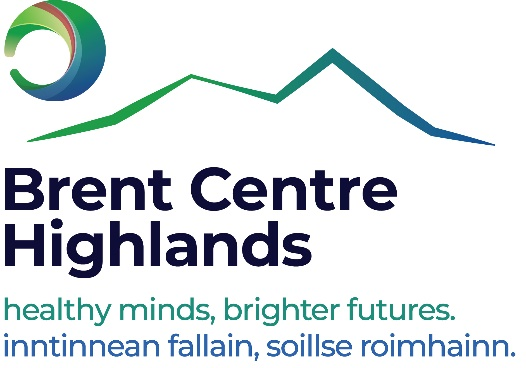 Brent Centre
Highlands
healthy minds, brighter futures.
inntinnean fallain, soillse roimhainn.